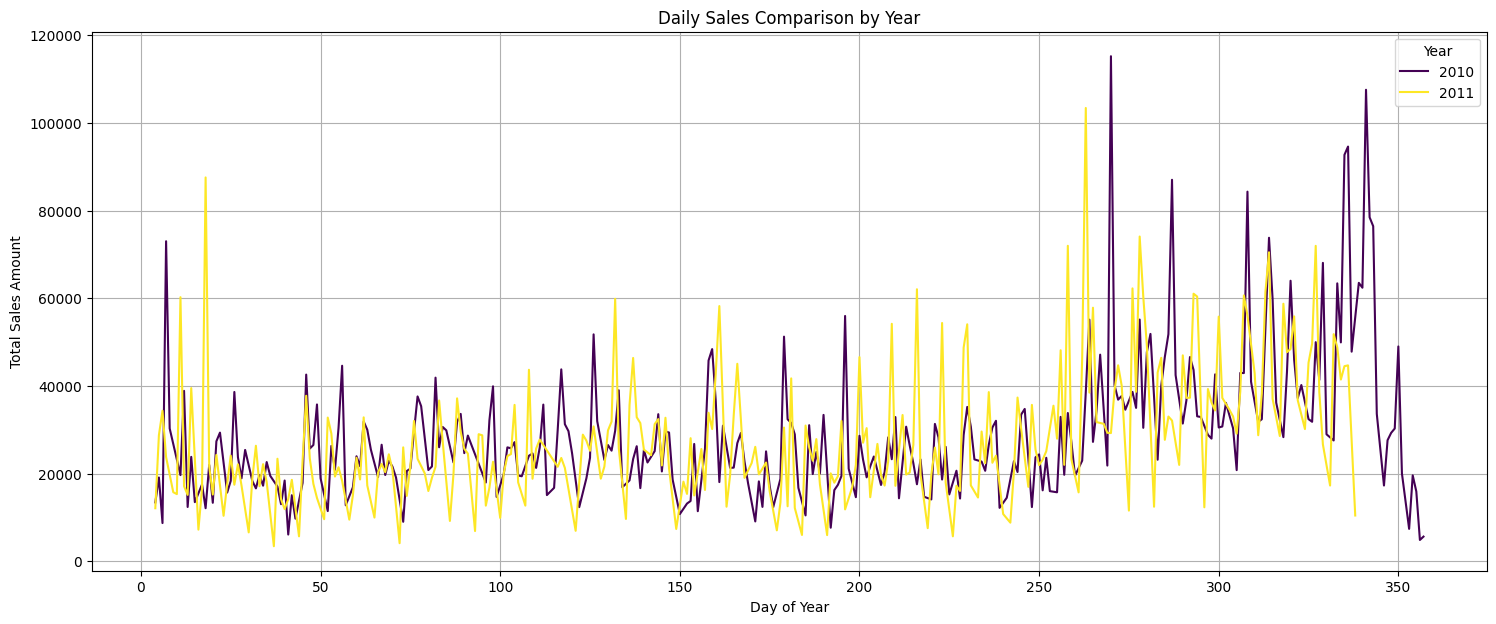 Daily Sales Comparison by Year
Total Sales Amount
120000
100000
80000
60000
40000
20000
0
0 50 100 150 200 250 300 350
Day of Year
Year
2010
2011